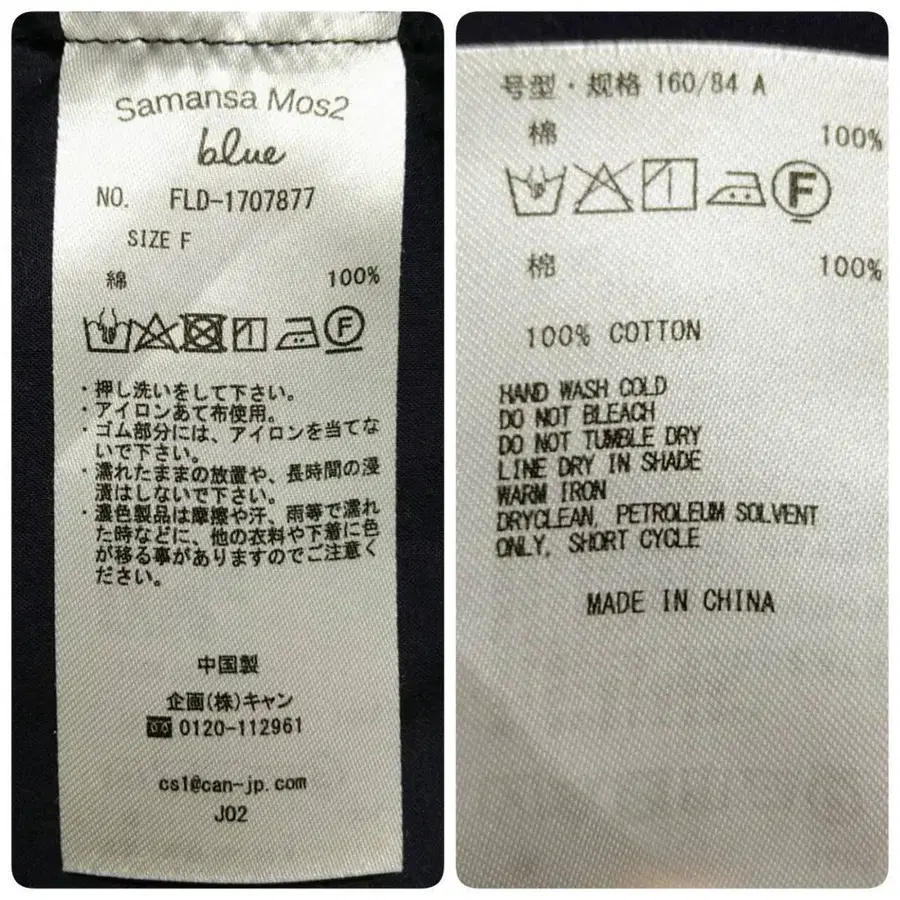 Samansa Mos2
blue
NO. FLD-1707877
SIZE F
綿 100%
F
・押し洗いをして下さい。
・アイロンあて布使用。
・ゴム部分には、アイロンを当てな
いで下さい。
・濡れたままの放置や、長時間の浸
漬はしないで下さい。
・濃色製品は摩擦や汗、雨等で濡れ
た時などに、他の衣料や下着に色
が移る事がありますのでご注意く
ださい。
中国製
企画(株)キャン
0120-112961
cs1@can-jp.com
J02
号型・规格 160/84 A
棉 100%
F
棉 100%
100% COTTON
HAND WASH COLD
DO NOT BLEACH
DO NOT TUMBLE DRY
LINE DRY IN SHADE
WARM IRON
DRYCLEAN, PETROLEUM SOLVENT
ONLY, SHORT CYCLE
MADE IN CHINA